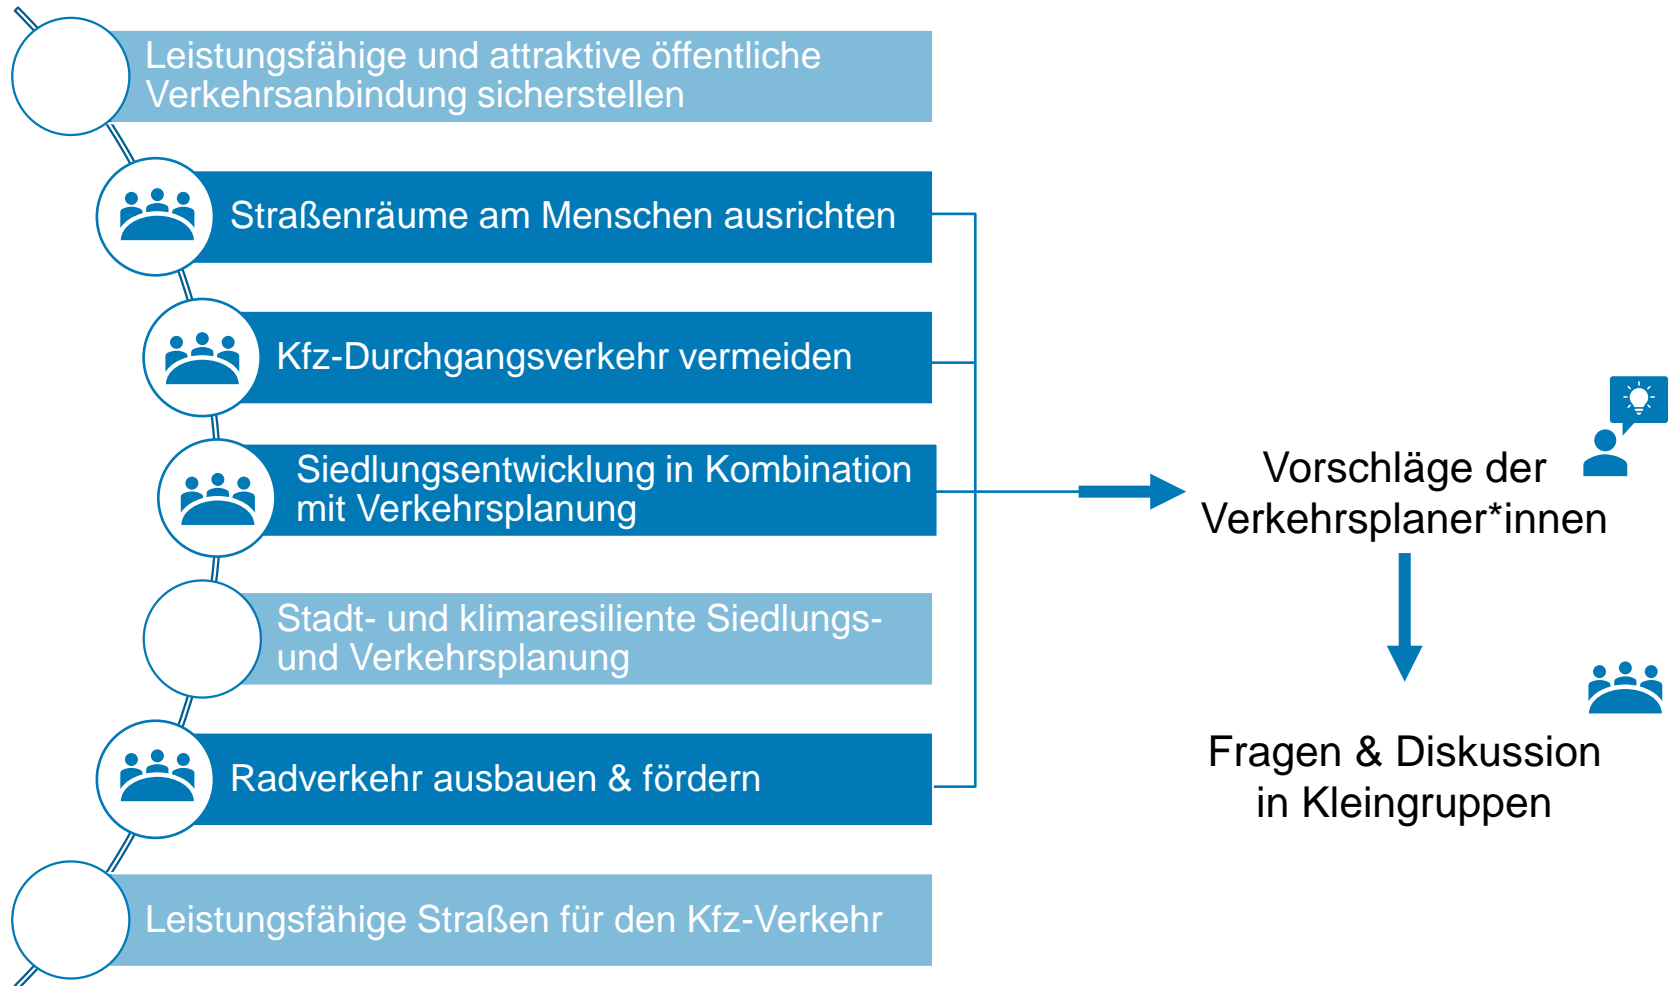 Leistungsfähige und attraktive öffentliche
Verkehrsanbindung sicherstellen
Straßenräume am Menschen ausrichten
Kfz-Durchgangsverkehr vermeiden
Siedlungsentwicklung in Kombination
mit Verkehrsplanung
Stadt- und klimaresiliente Siedlungs-
und Verkehrsplanung
Radverkehr ausbauen & fördern
Leistungsfähige Straßen für den Kfz-Verkehr
Vorschläge der
Verkehrsplaner*innen
Fragen & Diskussion
in Kleingruppen